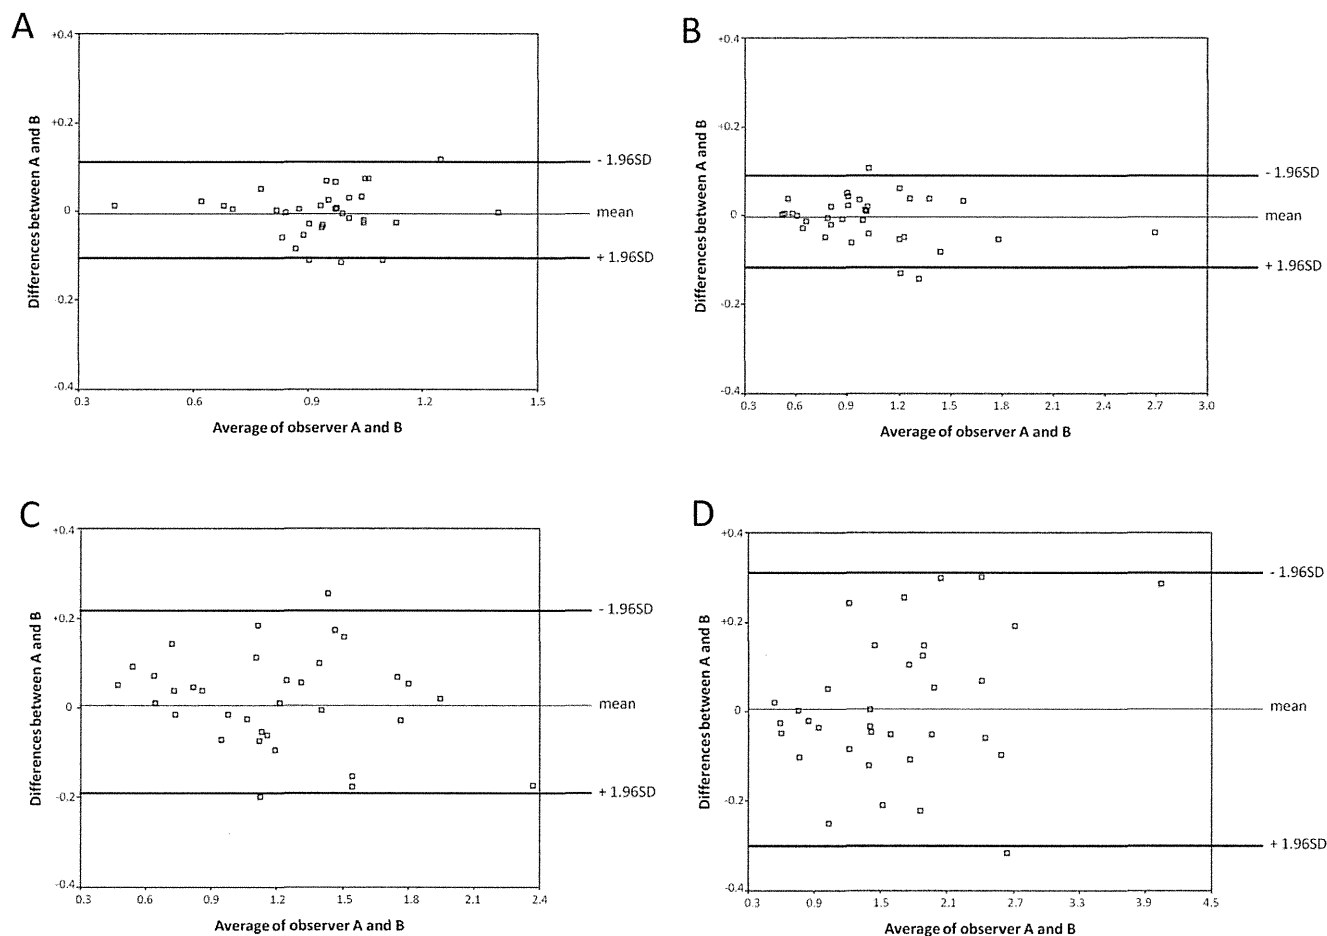 A
+0.4
+0.2
0
-0.2
-0.4
Differences between A and B
- 1.96SD
mean
+ 1.96SD
0.3 0.6 0.9 1.2 1.5
Average of observer A and B
B
+0.4
+0.2
0
-0.2
-0.4
Differences between A and B
- 1.96SD
mean
+ 1.96SD
0.3 0.6 0.9 1.2 1.5 1.8 2.1 2.4 2.7 3.0
Average of observer A and B
C
+0.4
+0.2
0
-0.2
-0.4
Differences between A and B
- 1.96SD
mean
+ 1.96SD
0.3 0.6 0.9 1.2 1.5 1.8 2.1 2.4
Average of observer A and B
D
+0.4
+0.2
0
-0.2
-0.4
Differences between A and B
- 1.96SD
mean
+ 1.96SD
0.3 0.9 1.5 2.1 2.7 3.3 3.9 4.5
Average of observer A and B